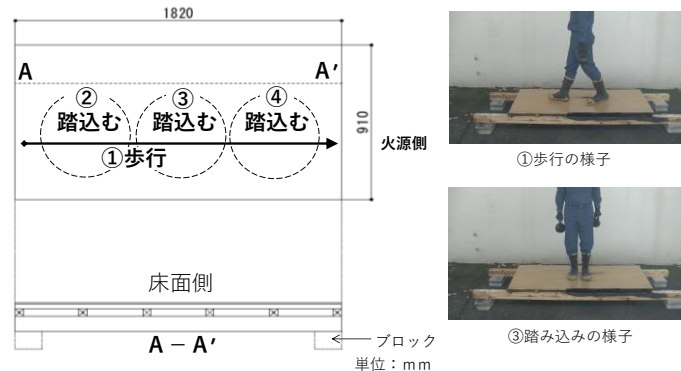 1820
A
A′
②
踏込む
③
踏込む
④
踏込む
①歩行
910
火源側
床面側
A － A′
ブロック
単位：ｍｍ
①歩行の様子
③踏み込みの様子